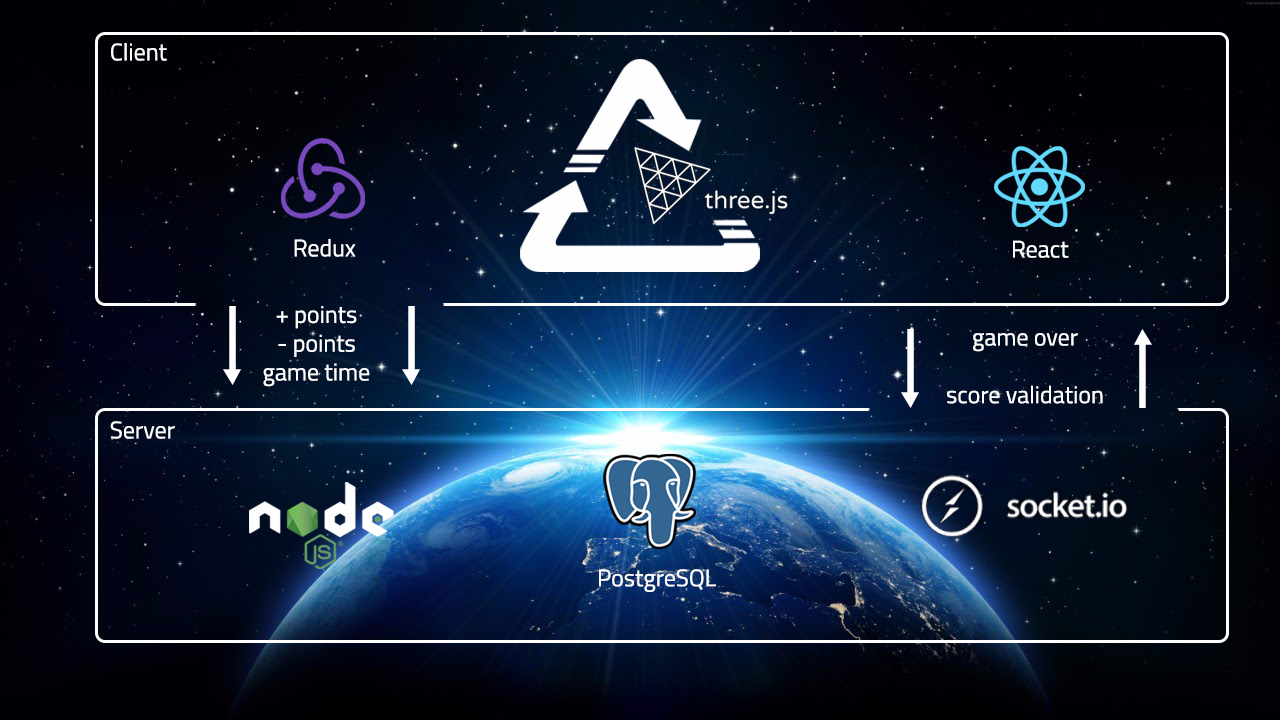 Client
three.js
Redux
React
+ points
- points
game time
game over
score validation
Server
node
JS
socket.io
PostgreSQL